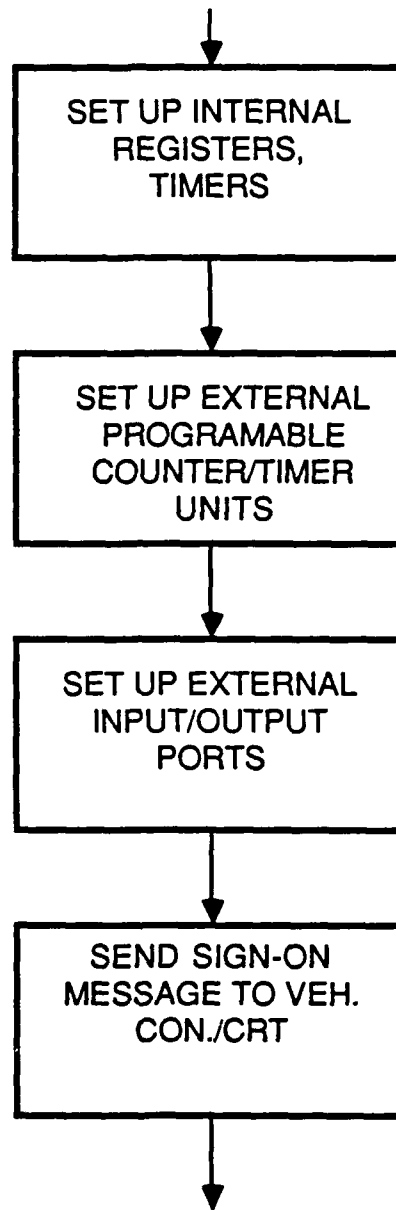 SET UP INTERNAL
REGISTERS,
TIMERS
SET UP EXTERNAL
PROGRAMABLE
COUNTER/TIMER
UNITS
SET UP EXTERNAL
INPUT/OUTPUT
PORTS
SEND SIGN-ON
MESSAGE TO VEH.
CON./CRT